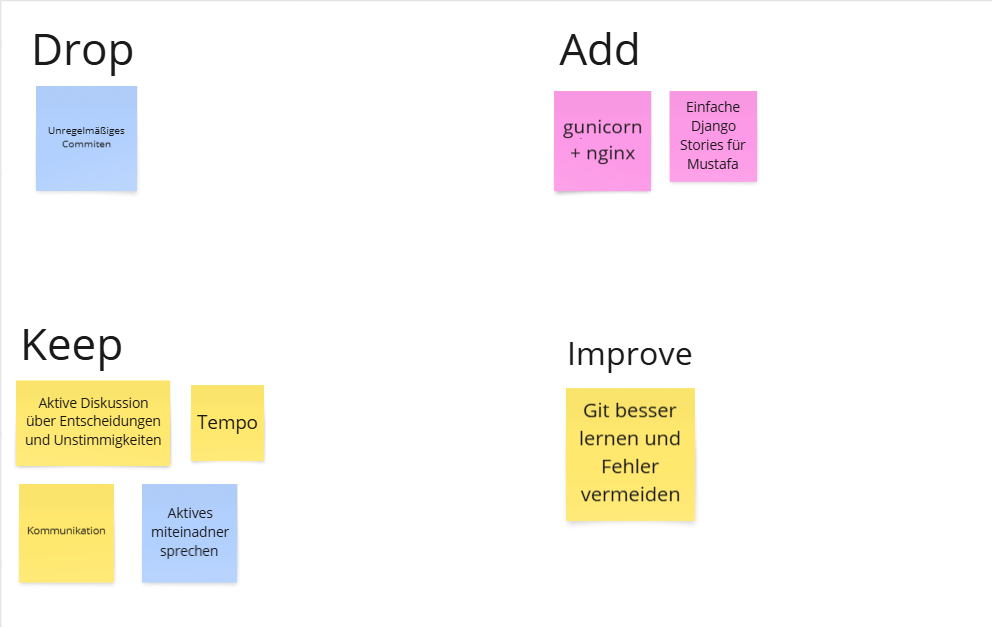 Drop
Unregelmäßiges
Commiten
Add
gunicorn
+ nginx
Einfache
Django
Stories für
Mustafa
Keep
Aktive Diskussion
über Entscheidungen
und Unstimmigkeiten
Tempo
Kommunikation
Aktives
miteinadner
sprechen
Improve
Git besser
lernen und
Fehler
vermeiden